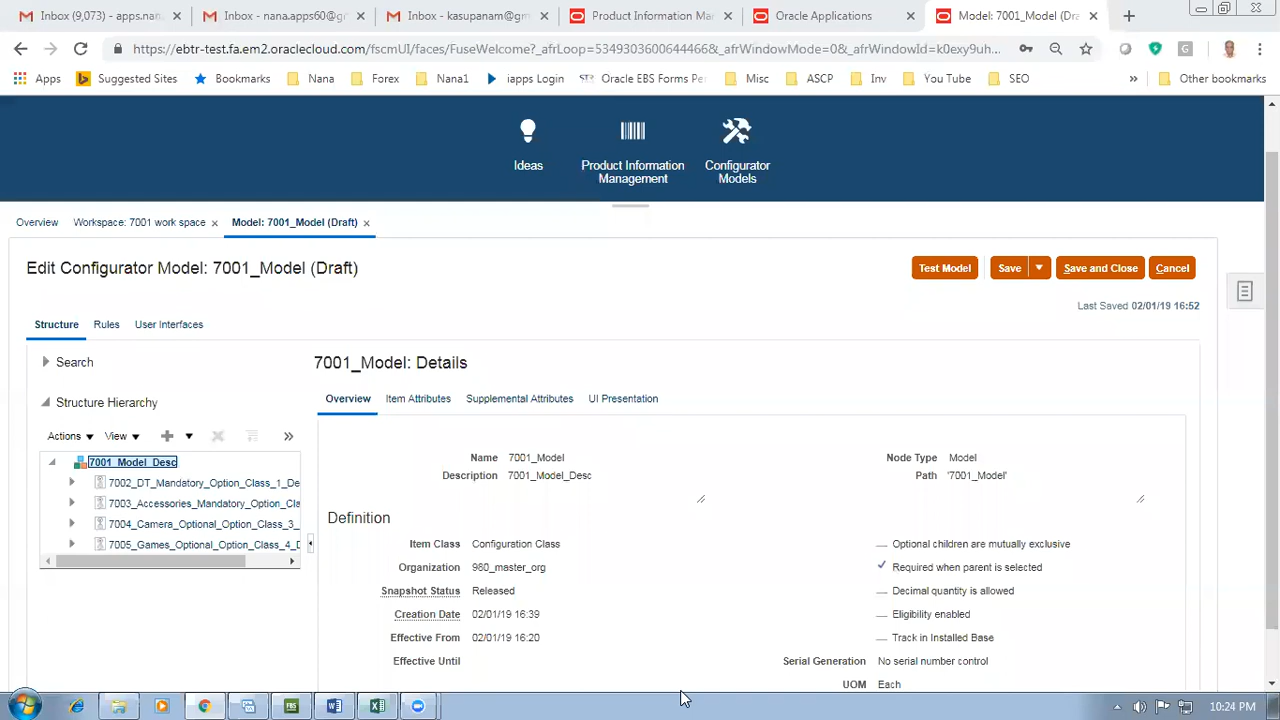 Inbox (9,073) - apps.nan
Inbox - nana.apps00@gn
Inbox - kasupanam@gm
Product Information Ma
Oracle Applications
Model: 7001_Model (Dra
https://ebtr-test.fa.em2.oraclecloud.com/fscmUI/faces/FuseWelcome?_afrLoop=53493036006444666&_afrWindowMode=0&_afrWindowId=k0exy9uh...
Apps
Suggested Sites
Bookmarks
Nana
Forex
Nana1
iapps Login
Oracle EBS Forms Per
Misc
ASCP
Inv
You Tube
SEO
Other bookmarks
Ideas
Product Information
Management
Configurator
Models
Overview
Workspace: 7001 work space
Model: 7001_Model (Draft)
Edit Configurator Model: 7001_Model (Draft)
Test Model
Save
Save and Close
Cancel
Last Saved 02/01/19 16:52
Structure
Rules
User Interfaces
Search
7001_Model: Details
Structure Hierarchy
Overview
Item Attributes
Supplemental Attributes
UI Presentation
Actions
View
7001_Model_Desc
7002_DT_Mandatory_Option_Class_1_De
7003_Accessories_Mandatory_Option_Cla
7004_Camera_Optional_Option_Class_3_
7005_Games_Optional_Option_Class_4_D
Name 7001_Model
Description 7001_Model_Desc
Node Type Model
Path '7001_Model'
Definition
Item Class Configuration Class
Organization 980_master_org
Snapshot Status Released
Creation Date 02/01/19 16:39
Effective From 02/01/19 16:20
Effective Until
Optional children are mutually exclusive
Required when parent is selected
Decimal quantity is allowed
Eligibility enabled
Track in Installed Base
Serial Generation No serial number control
UOM Each
10:24 PM